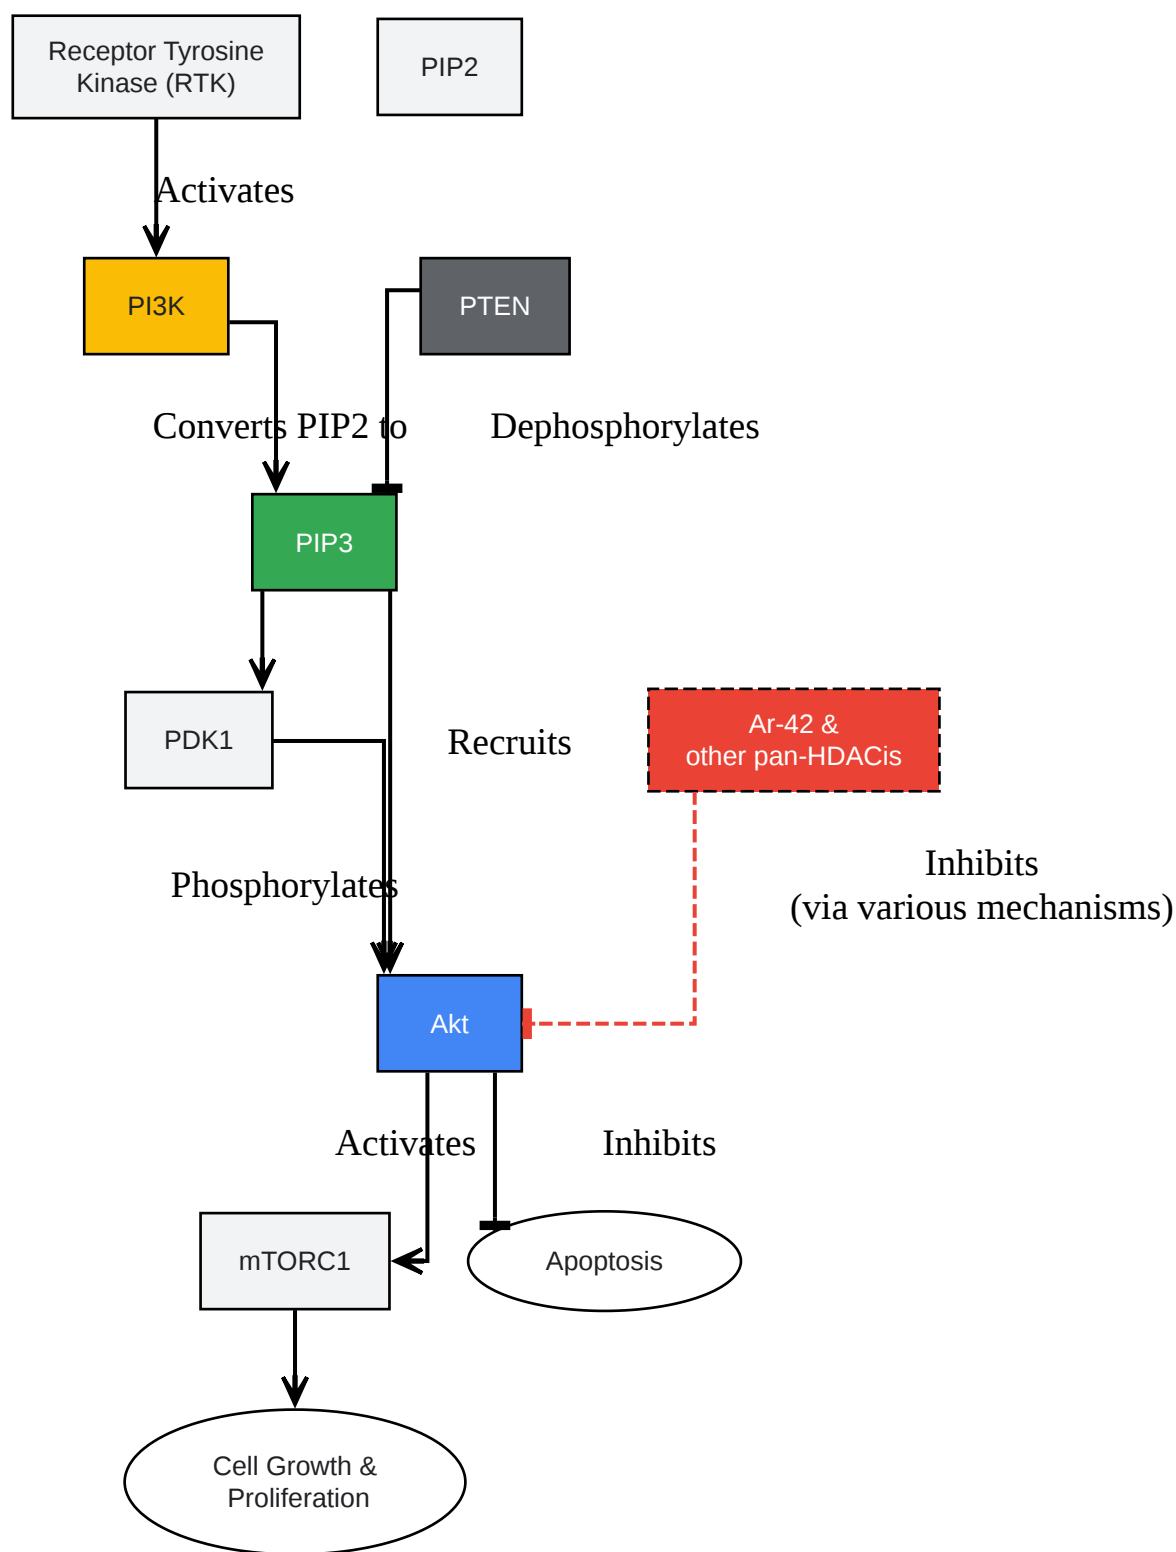 Receptor Tyrosine
Kinase (RTK)
PIP2
Activates
PI3K
PTEN
Converts PIP2 to
Dephosphorylates
PIP3
PDK1
Recruits
Ar-42 &
other pan-HDACis
Phosphorylates
Inhibits
(via various mechanisms)
Akt
Activates
Inhibits
mTORC1
Apoptosis
Cell Growth &
Proliferation